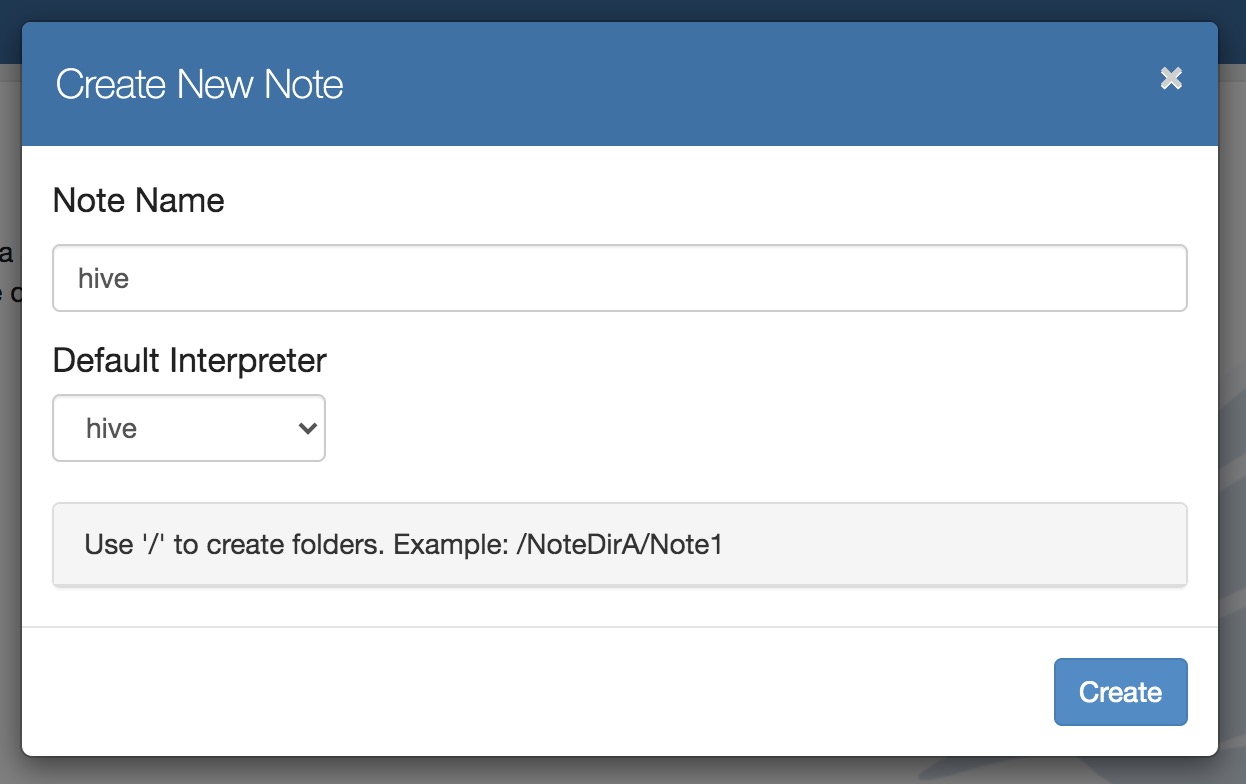 Create New Note
Note Name
a
hive
Default Interpreter
hive
Use '/' to create folders. Example: /NoteDirA/Note1
Create